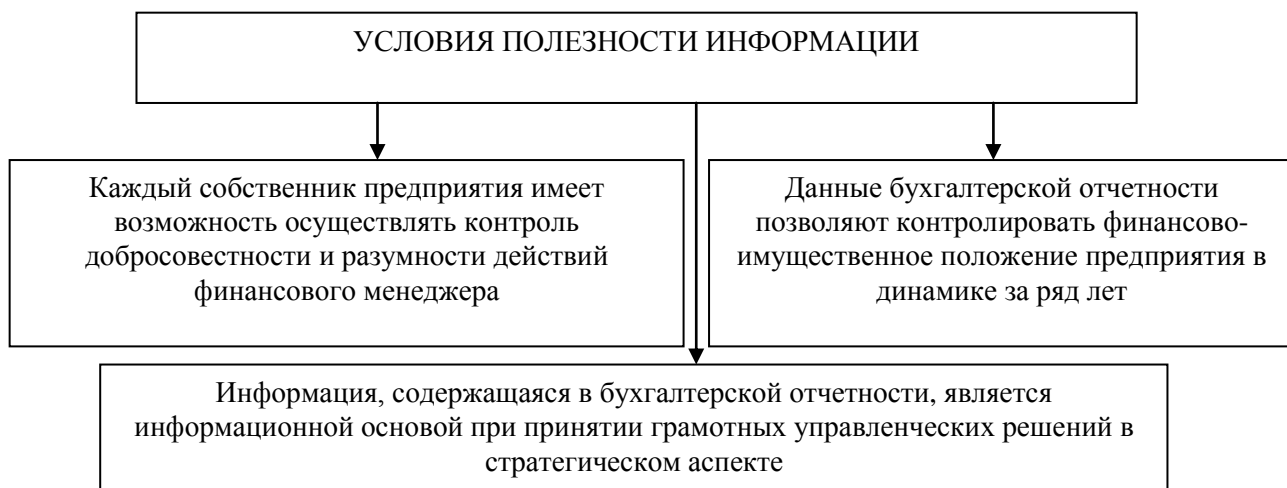 УСЛОВИЯ ПОЛЕЗНОСТИ ИНФОРМАЦИИ
Каждый собственник предприятия имеет
возможность осуществлять контроль
добросовестности и разумности действий
финансового менеджера
Данные бухгалтерской отчетности
позволяют контролировать финансово-
имущественное положение предприятия в
динамике за ряд лет
Информация, содержащаяся в бухгалтерской отчетности, является
информационной основой при принятии грамотных управленческих решений в
стратегическом аспекте